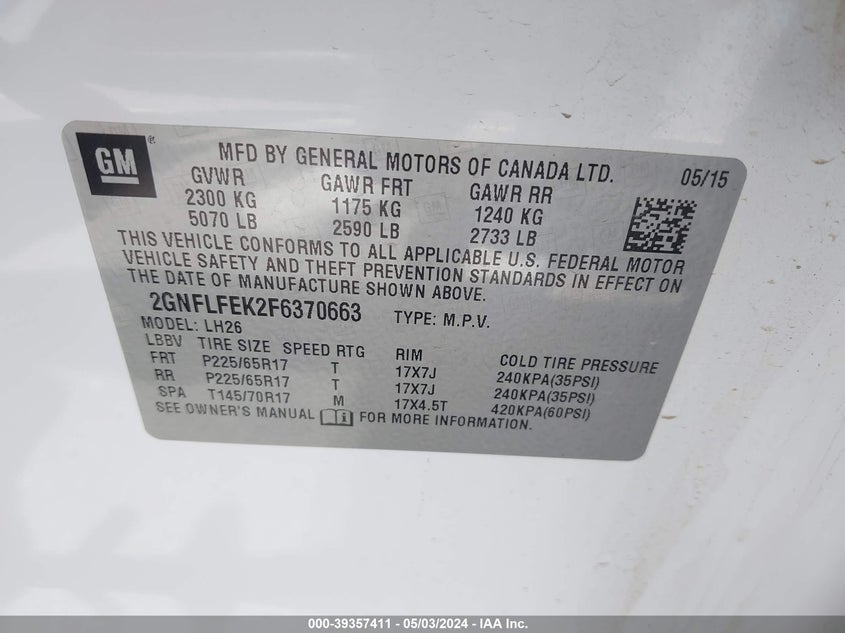 GM ®
MFD BY GENERAL MOTORS OF CANADA LTD. 05/15
GVWR GAWR FRT GAWR RR
2300 KG 1175 KG 1240 KG
5070 LB 2590 LB 2733 LB
THIS VEHICLE CONFORMS TO ALL APPLICABLE U.S. FEDERAL MOTOR
VEHICLE SAFETY AND THEFT PREVENTION STANDARDS IN EFFECT ON
THE DATE OF MANUFACTURE SHOWN ABOVE.
2GNFLFEK2F6370663 TYPE: M.P.V.
MODEL: LH26
LBBV TIRE SIZE SPEED RTG RIM COLD TIRE PRESSURE
FRT P225/65R17 T 17X7J 240KPA(35PSI)
RR P225/65R17 T 17X7J 240KPA(35PSI)
SPA T145/70R17 M 17X4.5T 420KPA(60PSI)
SEE OWNER'S MANUAL FOR MORE INFORMATION.
000-39357411 - 05/03/2024 - IAA Inc.